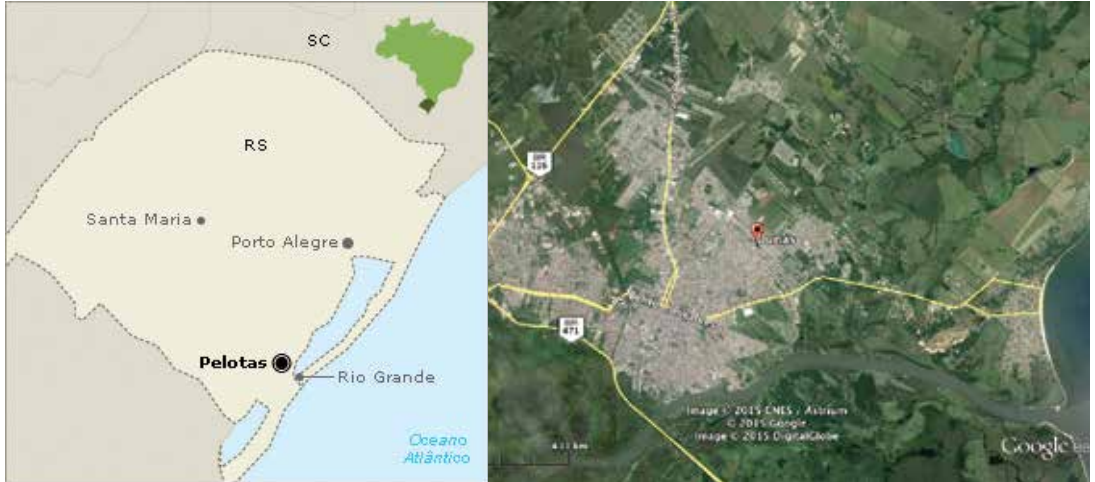 SC
RS
Santa Maria
Porto Alegre
Pelotas
Rio Grande
Oceano
Atlântico
BR
116
BR
471
Image © 2015 CNES / Astrium
© 2015 Google
Image © 2015 DigitalGlobe
Google